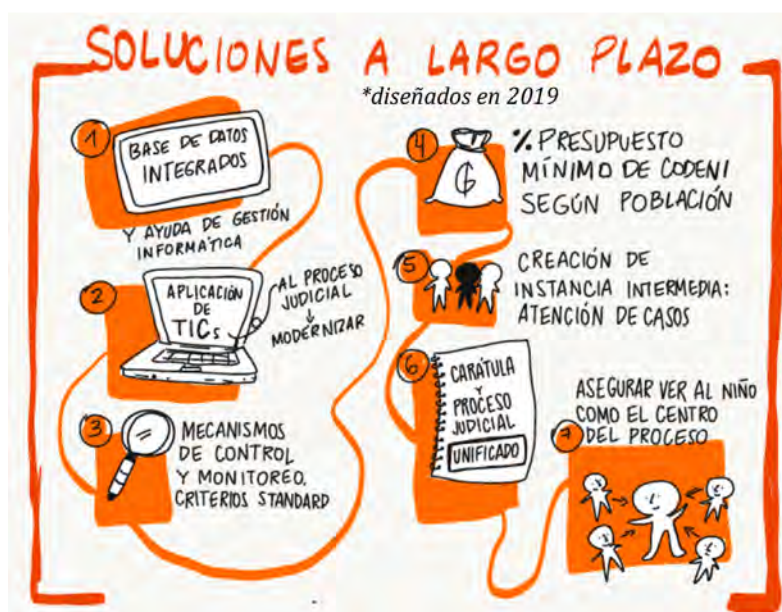 SOLUCIONES A LARGO PLAZO
*diseñados en 2019
1
BASE DE DATOS
INTEGRADOS
Y AYUDA DE GESTIÓN
INFORMÁTICA
2
APLICACIÓN
DE
TICs
AL PROCESO
JUDICIAL
MODERNIZAR
3
MECANISMOS
DE CONTROL
Y MONITOREO.
CRITERIOS STANDARD
4
₲
% PRESUPUESTO
MÍNIMO DE CODENI
SEGÚN POBLACIÓN
5
CREACIÓN DE
INSTANCIA INTERMEDIA:
ATENCIÓN DE CASOS
6
CARÁTULA
Y
PROCESO
JUDICIAL
UNIFICADO
7
ASEGURAR VER AL NIÑO
COMO EL CENTRO
DEL PROCESO